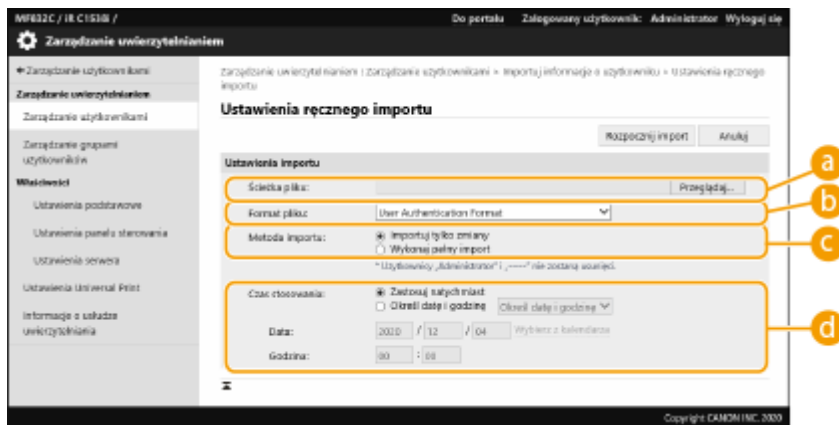 MF832C / iR C1538i /
Do portalu Zalogowany użytkownik: Administrator Wyloguj się
Zarządzanie uwierzytelnianiem
Zarządzanie użytkownikami
Zarządzanie uwierzytelnianiem : Zarządzanie użytkownikami > Importuj informacje o użytkowniku > Ustawienia ręcznego importu
Zarządzanie uwierzytelnianiem
Zarządzanie użytkownikami
Zarządzanie grupami
użytkowników
Właściwości
Ustawienia podstawowe
Ustawienia panelu sterowania
Ustawienia serwera
Ustawienia Universal Print
Informacje o usłudze
uwierzytelniania
Ustawienia ręcznego importu
Rozpocznij import Anuluj
Ustawienia importu
Ścieżka pliku: Przeglądaj... a
Format pliku: User Authentication Format b
Metoda importu: Importuj tylko zmiany c
Wykonaj pełny import
* Użytkownicy „Administrator” i „-----” nie zostaną usunięci.
Czas stosowania: Zastosuj natychmiast
Określ datę i godzinę Określ datę i godzinę
Data: 2020 / 12 / 04 Wybierz z kalendarza d
Godzina: 00 : 00
Copyright CANON INC. 2020